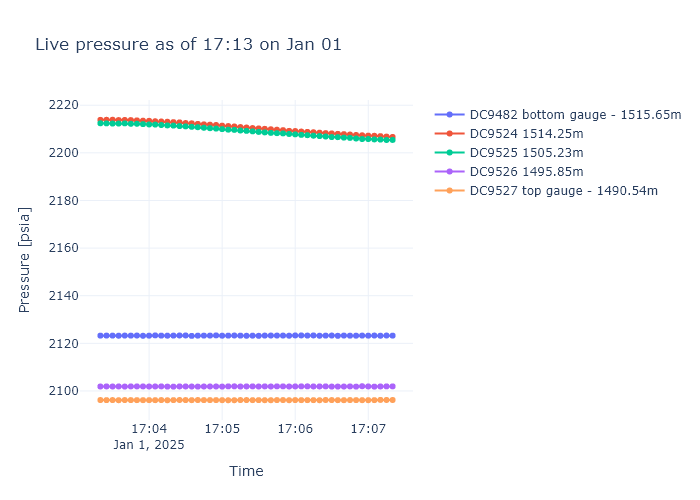 Live pressure as of 17:13 on Jan 01
2220
2200
2180
2160
2140
2120
2100
Pressure [psia]
17:04
Jan 1, 2025
17:05
17:06
17:07
Time
DC9482 bottom gauge - 1515.65m
DC9524 1514.25m
DC9525 1505.23m
DC9526 1495.85m
DC9527 top gauge - 1490.54m